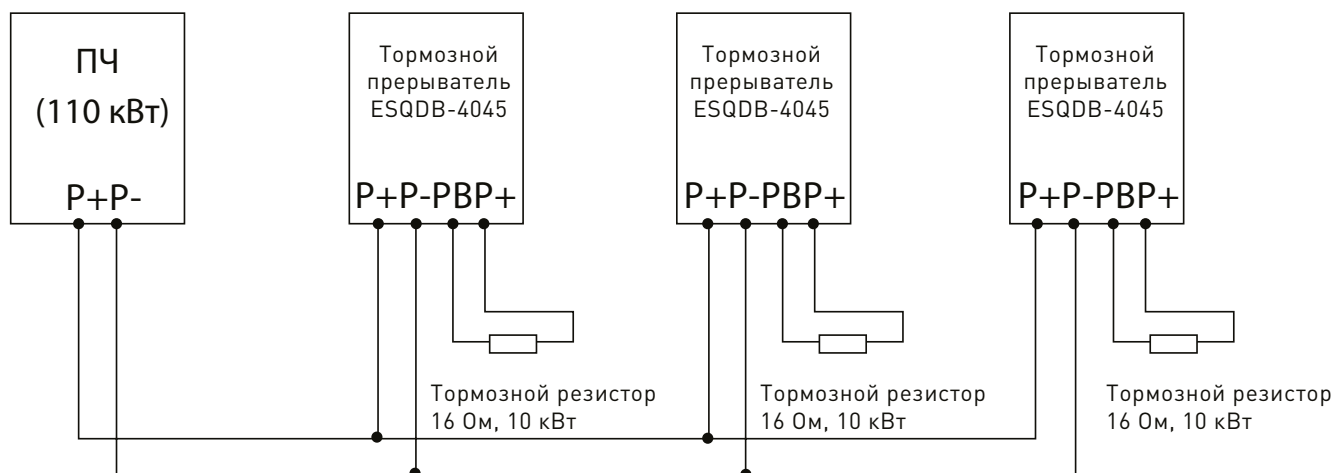 ПЧ
(110 кВт)
P+P-
Тормозной
прерыватель
ESQDB-4045
P+P-PBP+
Тормозной
прерыватель
ESQDB-4045
P+P-PBP+
Тормозной
прерыватель
ESQDB-4045
P+P-PBP+
Тормозной резистор
16 Ом, 10 кВт
Тормозной резистор
16 Ом, 10 кВт
Тормозной резистор
16 Ом, 10 кВт